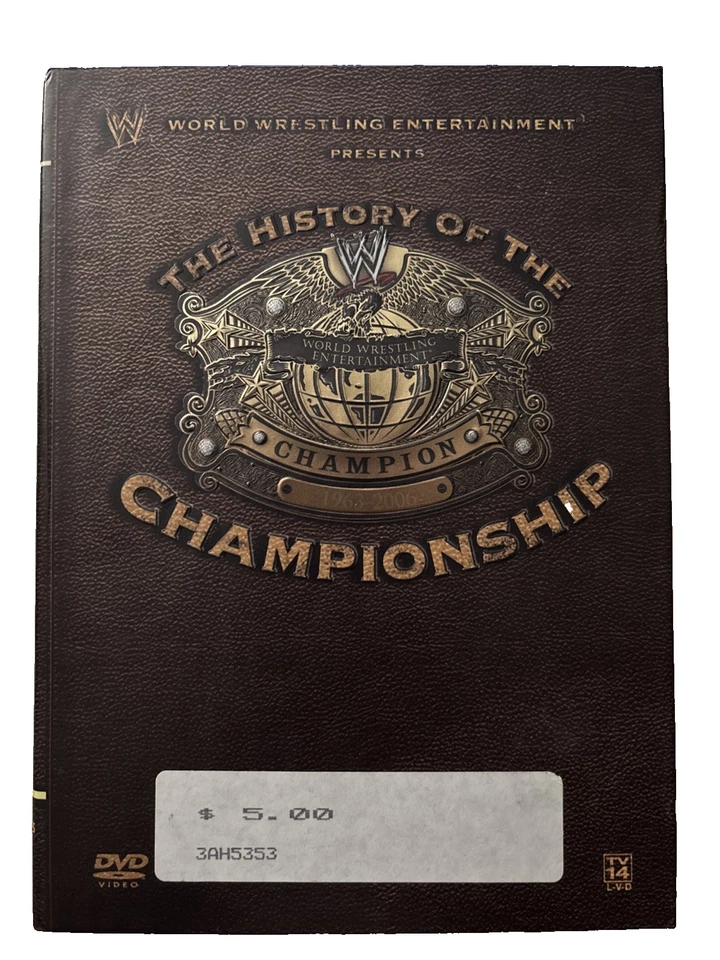 W WORLD WRESTLING ENTERTAINMENT
PRESENTS
THE HISTORY OF THE
W
WORLD WRESTLING
ENTERTAINMENT
CHAMPION
1963-2006
CHAMPIONSHIP
$ 5.00
3AH5353
DVD
VIDEO
TV
14
L-V-D